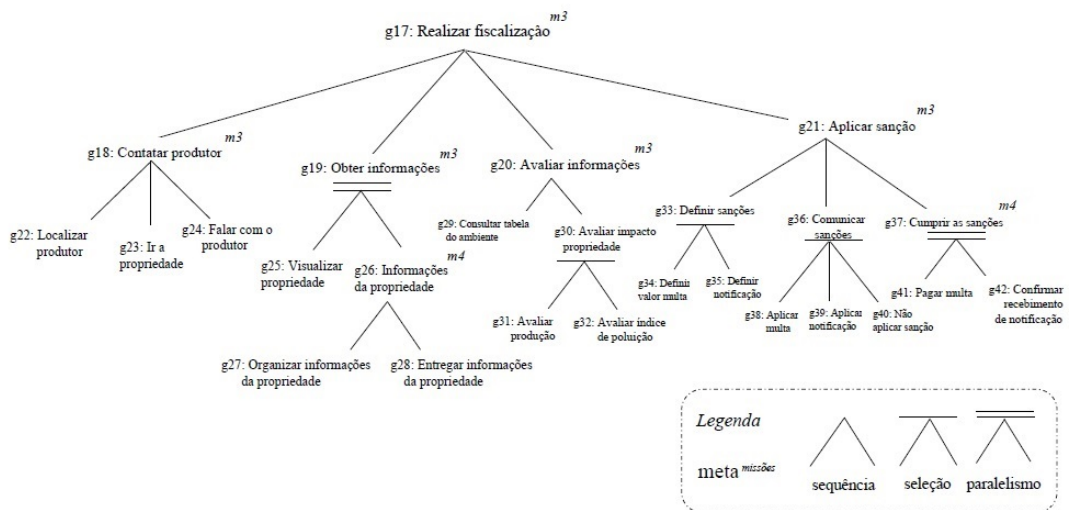 g17: Realizar fiscalização m3
g18: Contatar produtor m3
g19: Obter informações m3
g20: Avaliar informações m3
g21: Aplicar sanção m3
g22: Localizar
produtor
g23: Ir a
propriedade
g24: Falar com o
produtor
g25: Visualizar
propriedade
g26: Informações m4
da propriedade
g27: Organizar informações
da propriedade
g28: Entregar informações
da propriedade
g29: Consultar tabela
do ambiente
g30: Avaliar impacto
propriedade
g31: Avaliar
produção
g32: Avaliar índice
de poluição
g33: Definir sanções
g34: Definir
valor multa
g35: Definir
notificação
g36: Comunicar
sanções
g37: Cumprir as sanções m4
g38: Aplicar
multa
g39: Aplicar
notificação
g40: Não
aplicar sanção
g41: Pagar multa
g42: Confirmar
recebimento
de notificação
Legenda
meta missões
sequência
seleção
paralelismo